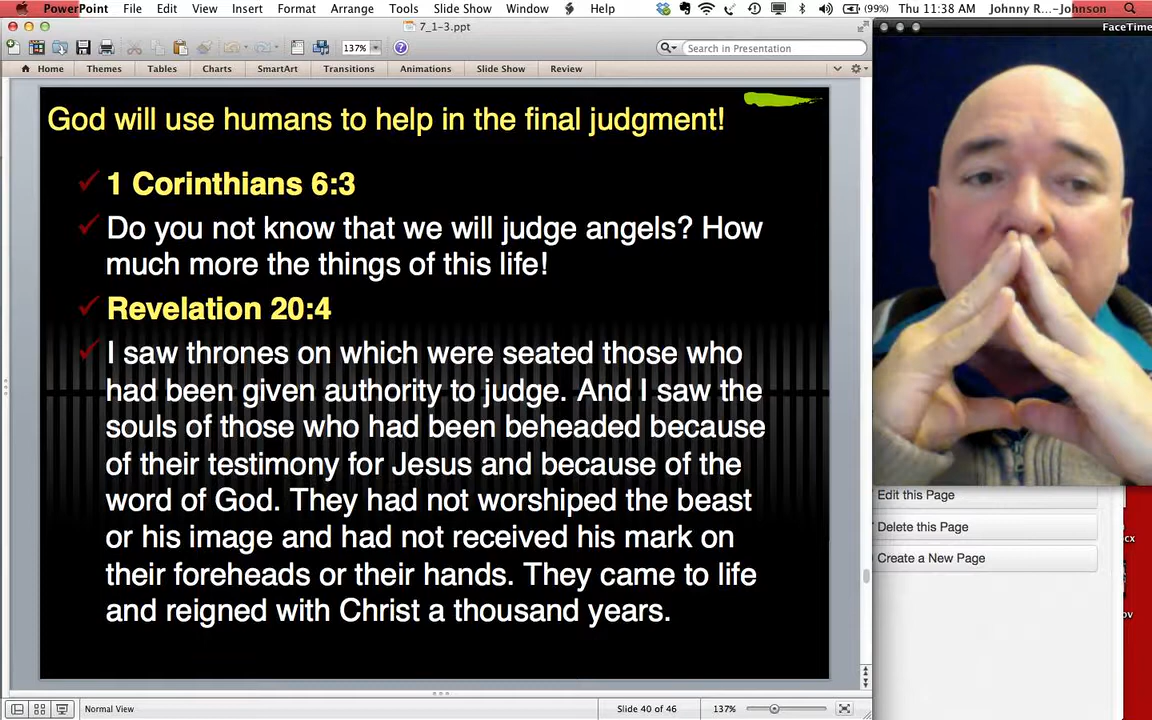 PowerPoint File Edit View Insert Format Arrange Tools Slide Show Window Help (99%) Thu 11:38 AM Johnny R...~-Johnson
7_1-3.ppt
FaceTime
137% Search in Presentation
Home Themes Tables Charts SmartArt Transitions Animations Slide Show Review
God will use humans to help in the final judgment!
1 Corinthians 6:3
Do you not know that we will judge angels? How
much more the things of this life!
Revelation 20:4
I saw thrones on which were seated those who
had been given authority to judge. And I saw the
souls of those who had been beheaded because
of their testimony for Jesus and because of the
word of God. They had not worshiped the beast
or his image and had not received his mark on
their foreheads or their hands. They came to life
and reigned with Christ a thousand years.
Edit this Page
Delete this Page
Create a New Page
cx
ov
Normal View Slide 40 of 46 137%